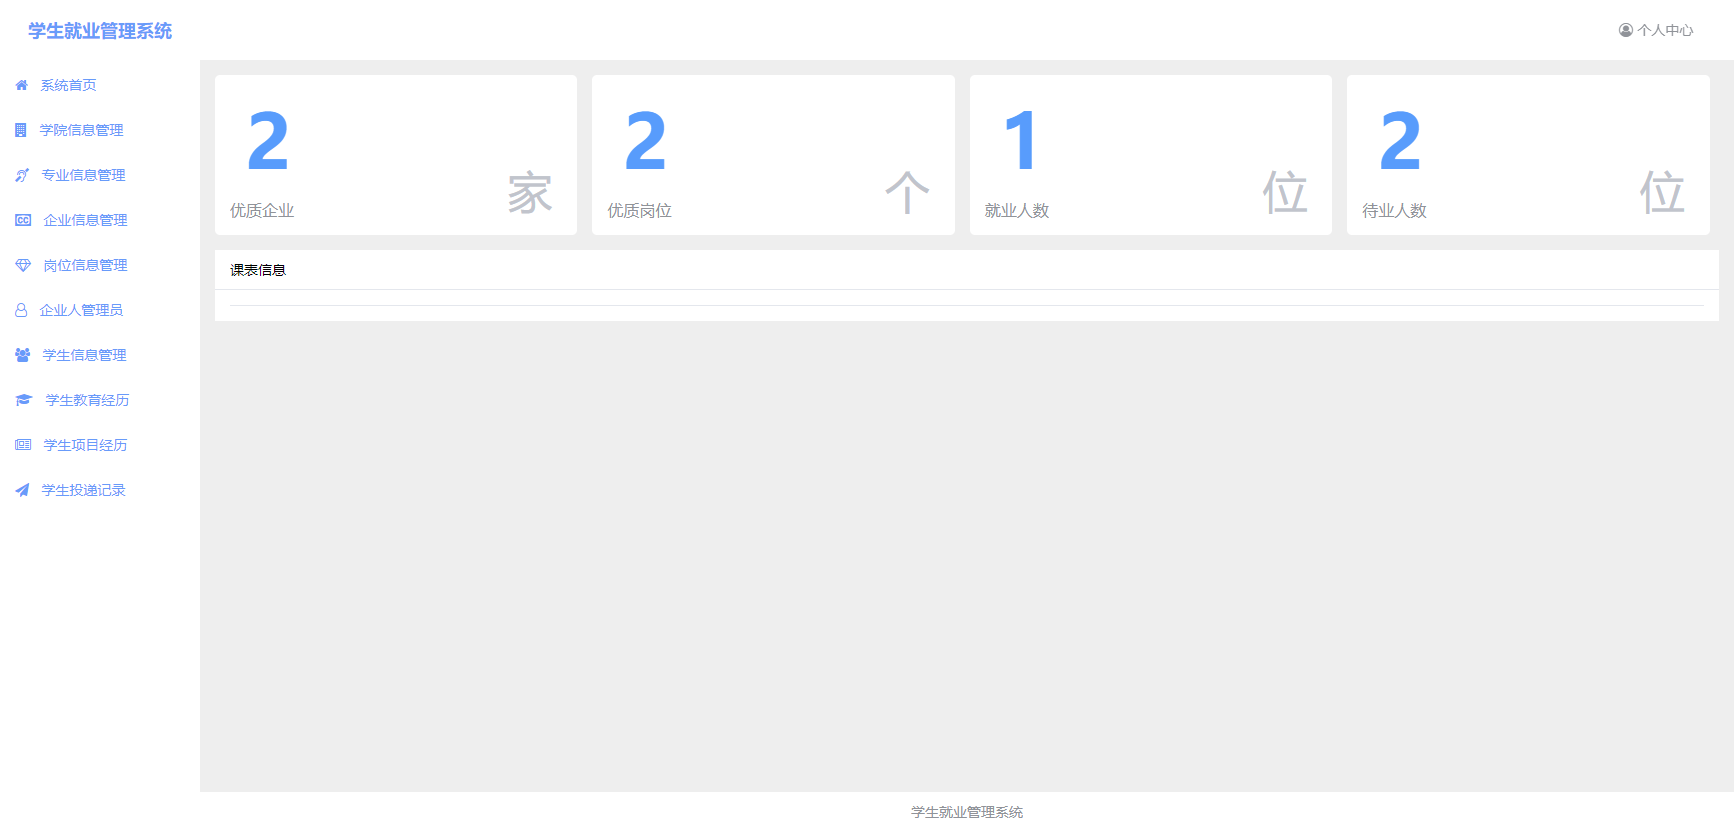 学生就业管理系统
个人中心
系统首页
学院信息管理
专业信息管理
企业信息管理
岗位信息管理
企业人管理员
学生信息管理
学生教育经历
学生项目经历
学生投递记录
2
优质企业
家
2
优质岗位
个
1
就业人数
位
2
待业人数
位
课表信息
学生就业管理系统